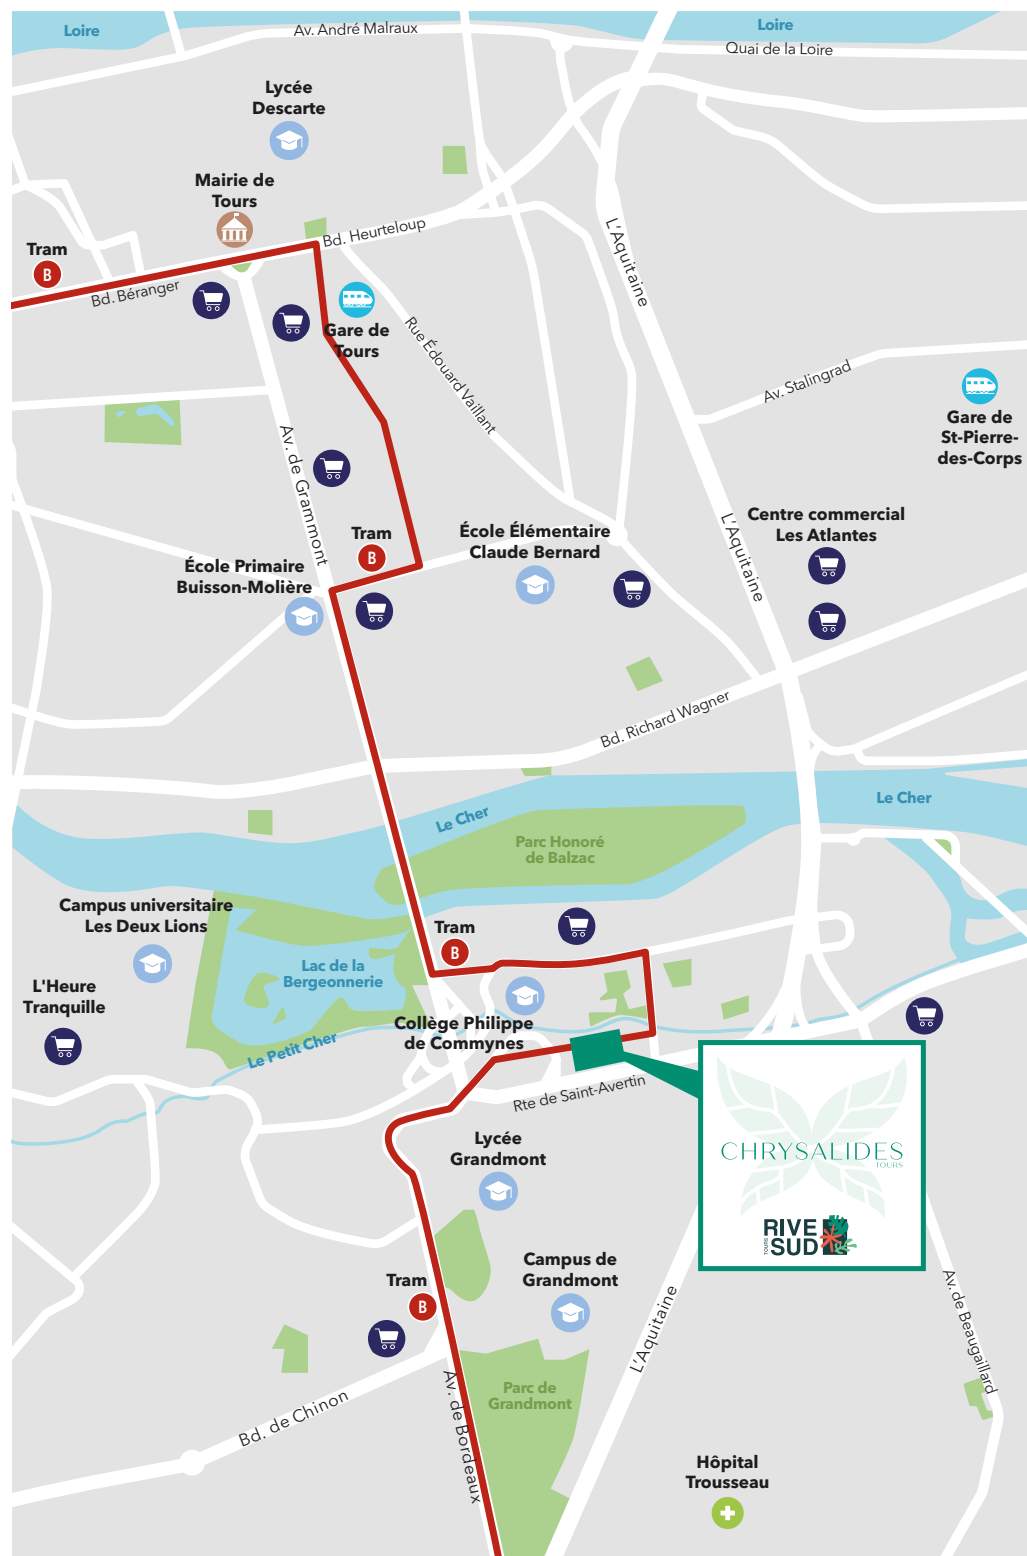 Loire
Av. André Malraux
Loire
Quai de la Loire
Lycée
Descarte
Mairie de
Tours
Bd. Heurteloup
Tram
B
Bd. Béranger
L'Aquitaine
Gare de
Tours
Rue Édouard Vaillant
Av. Stalingrad
Gare de
St-Pierre-
des-Corps
Av. de Grammont
Tram
B
École Élémentaire
Claude Bernard
L'Aquitaine
Centre commercial
Les Atlantes
École Primaire
Buisson-Molière
Bd. Richard Wagner
Le Cher
Le Cher
Parc Honoré
de Balzac
Campus universitaire
Les Deux Lions
Tram
B
Lac de la
Bergeonnerie
L'Heure
Tranquille
Collège Philippe
de Commynes
Le Petit Cher
Rte de Saint-Avertin
CHRYSALIDES
TOURS
Lycée
Grandmont
TOURS
RIVE
SUD
Campus de
Grandmont
Tram
B
L'Aquitaine
Av. de Beaugaillard
Parc de
Grandmont
Bd. de Chinon
Av. de Bordeaux
Hôpital
Trousseau